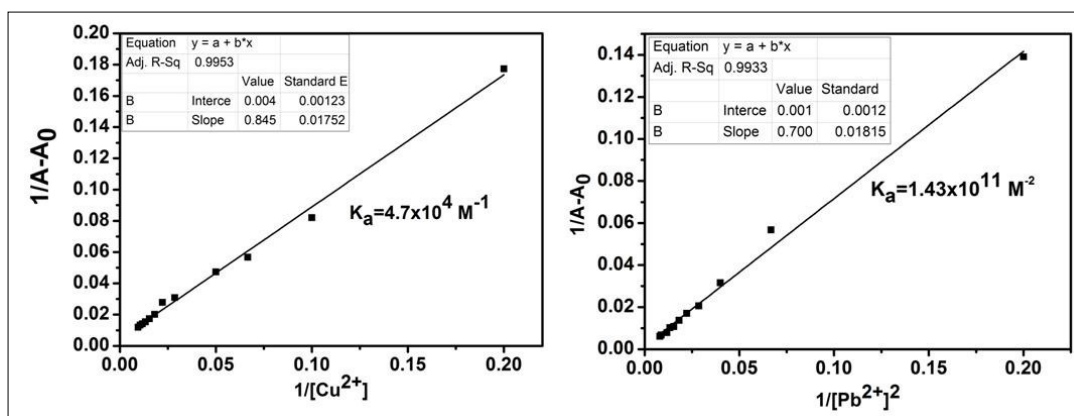 Equation y = a + b*x
Adj. R-Sq 0.9953
Value Standard E
B Interce 0.004 0.00123
B Slope 0.845 0.01752
Ka=4.7x10^4 M^-1
1/A-A0
0.20
0.18
0.16
0.14
0.12
0.10
0.08
0.06
0.04
0.02
0.00
0.00 0.05 0.10 0.15 0.20
1/[Cu2+]
Equation y = a + b*x
Adj. R-Sq 0.9933
Value Standard
B Interce 0.001 0.0012
B Slope 0.700 0.01815
Ka=1.43x10^11 M^-2
1/A-A0
0.14
0.12
0.10
0.08
0.06
0.04
0.02
0.00
0.00 0.05 0.10 0.15 0.20
1/[Pb2+]2